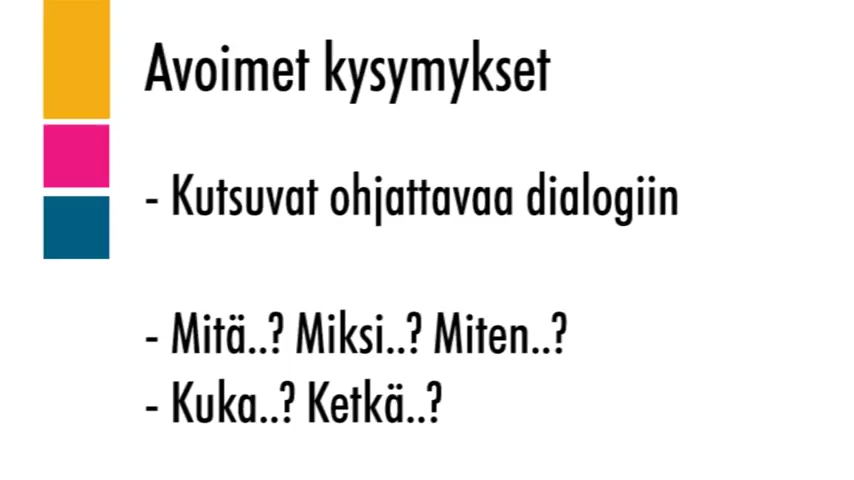 Avoimet kysymykset
- Kutsuvat ohjattavaa dialogiin
- Mitä..? Miksi..? Miten..?
- Kuka..? Ketkä..?